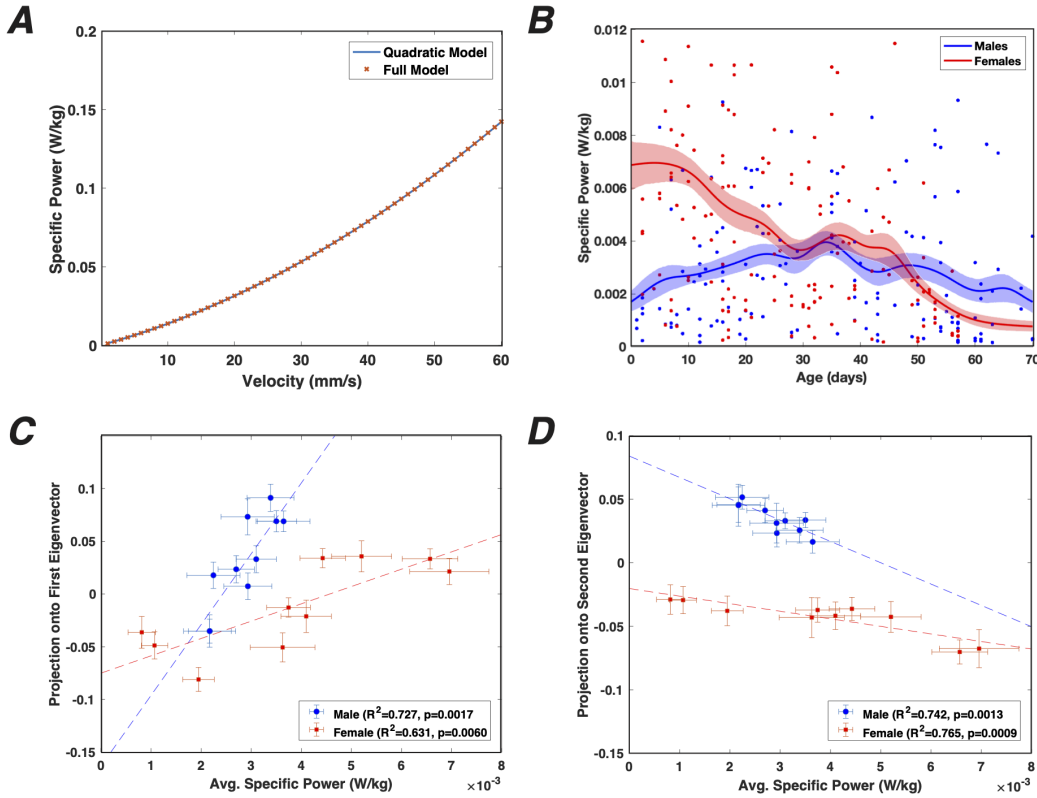 A
Specific Power (W/kg)
0.2
0.15
0.1
0.05
0
10
20
30
40
50
60
Velocity (mm/s)
Quadratic Model
Full Model
B
Specific Power (W/kg)
0.012
0.01
0.008
0.006
0.004
0.002
0
0
10
20
30
40
50
60
70
Age (days)
Males
Females
C
Projection onto First Eigenvector
0.1
0.05
0
-0.05
-0.1
-0.15
0
1
2
3
4
5
6
7
8
Avg. Specific Power (W/kg)
×10⁻³
Male (R²=0.727, p=0.0017
Female (R²=0.631, p=0.0060
D
Projection onto Second Eigenvector
0.1
0.05
0
-0.05
-0.1
-0.15
0
1
2
3
4
5
6
7
8
Avg. Specific Power (W/kg)
×10⁻³
Male (R²=0.742, p=0.0013
Female (R²=0.765, p=0.0009